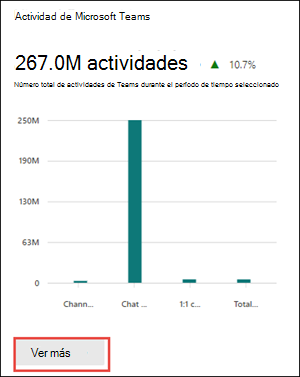 Actividad de Microsoft Teams
267.0M actividades ▲ 10.7%
Número total de actividades de Teams durante el período de tiempo seleccionado
250M
190M
130M
63M
0
Chann... Chat ... 1:1 c... Total...
Ver más